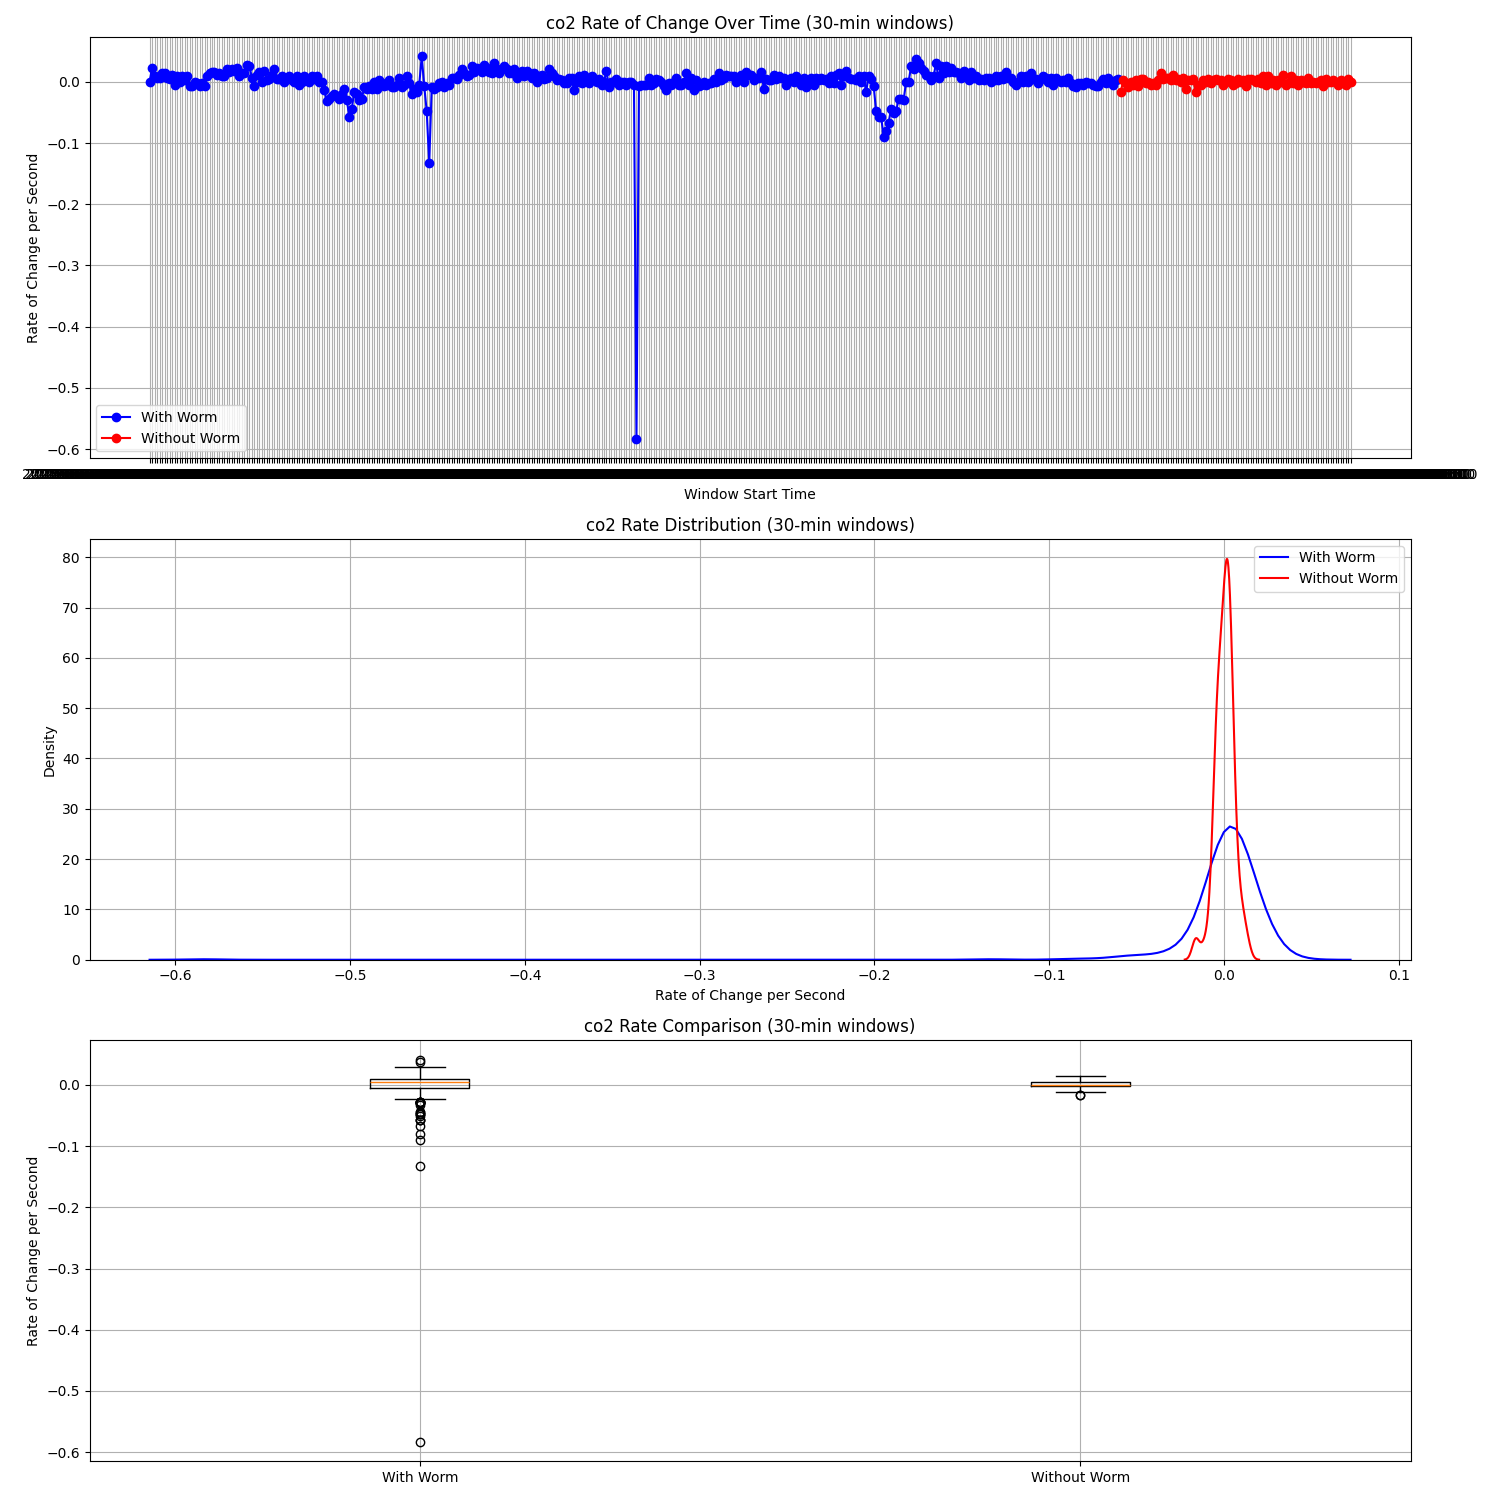 co2 Rate of Change Over Time (30-min windows)
0.0
−0.1
−0.2
−0.3
−0.4
−0.5
−0.6
Rate of Change per Second
With Worm
Without Worm
Window Start Time
co2 Rate Distribution (30-min windows)
80
70
60
50
40
30
20
10
0
Density
With Worm
Without Worm
−0.6 −0.5 −0.4 −0.3 −0.2 −0.1 0.0 0.1
Rate of Change per Second
co2 Rate Comparison (30-min windows)
0.0
−0.1
−0.2
−0.3
−0.4
−0.5
−0.6
Rate of Change per Second
With Worm Without Worm